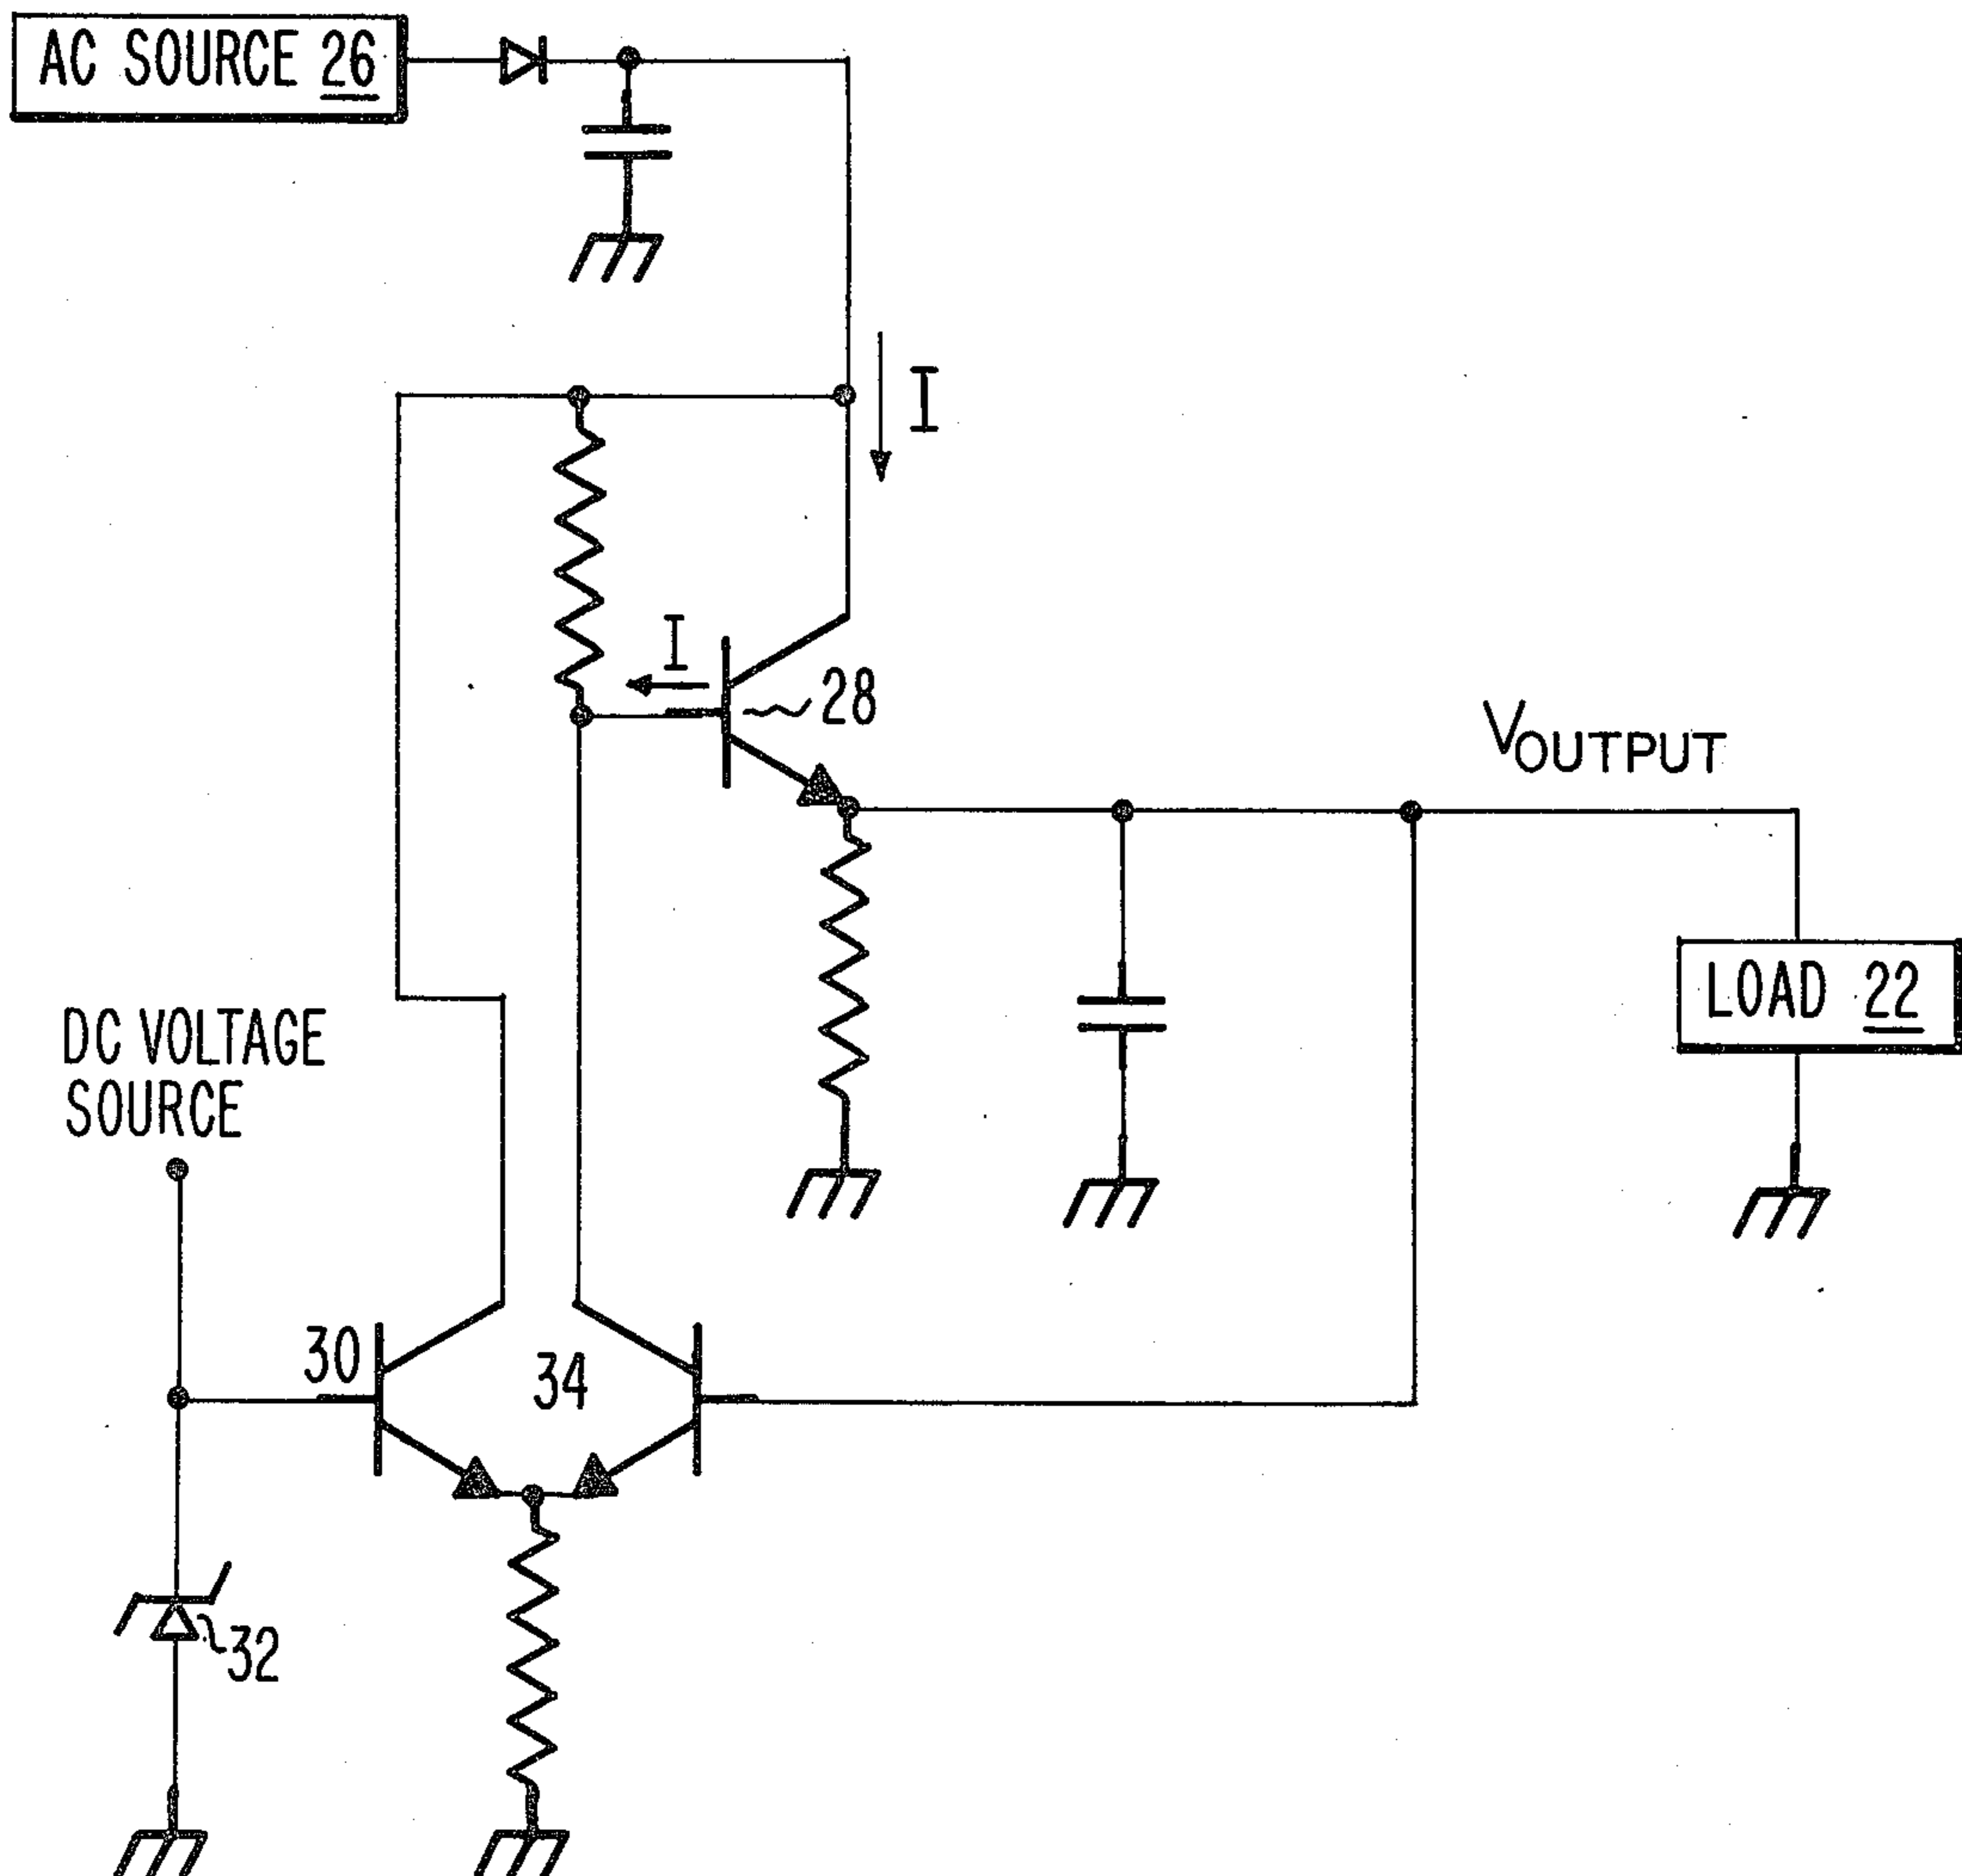 AC SOURCE 26
I
I
28
VOUTPUT
LOAD 22
DC VOLTAGE
SOURCE
30
34
32